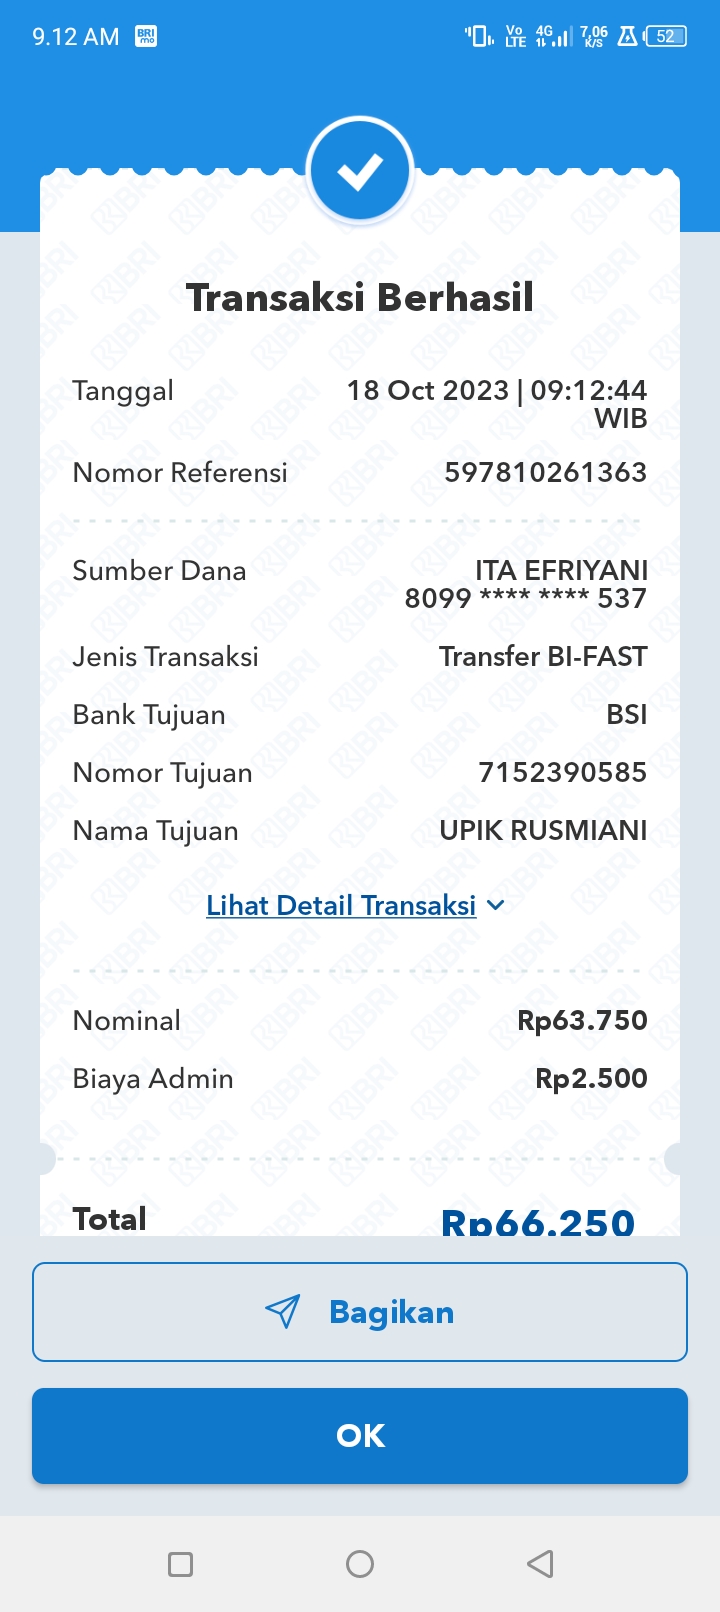 9.12 AM BRI mo Vo LTE 4G 7,06 K/S 52
Transaksi Berhasil
Tanggal 18 Oct 2023 | 09:12:44
WIB
Nomor Referensi 597810261363
Sumber Dana ITA EFRIYANI
8099 **** **** 537
Jenis Transaksi Transfer BI-FAST
Bank Tujuan BSI
Nomor Tujuan 7152390585
Nama Tujuan UPIK RUSMIANI
Lihat Detail Transaksi
Nominal Rp63.750
Biaya Admin Rp2.500
Total Rp66.250
Bagikan
OK